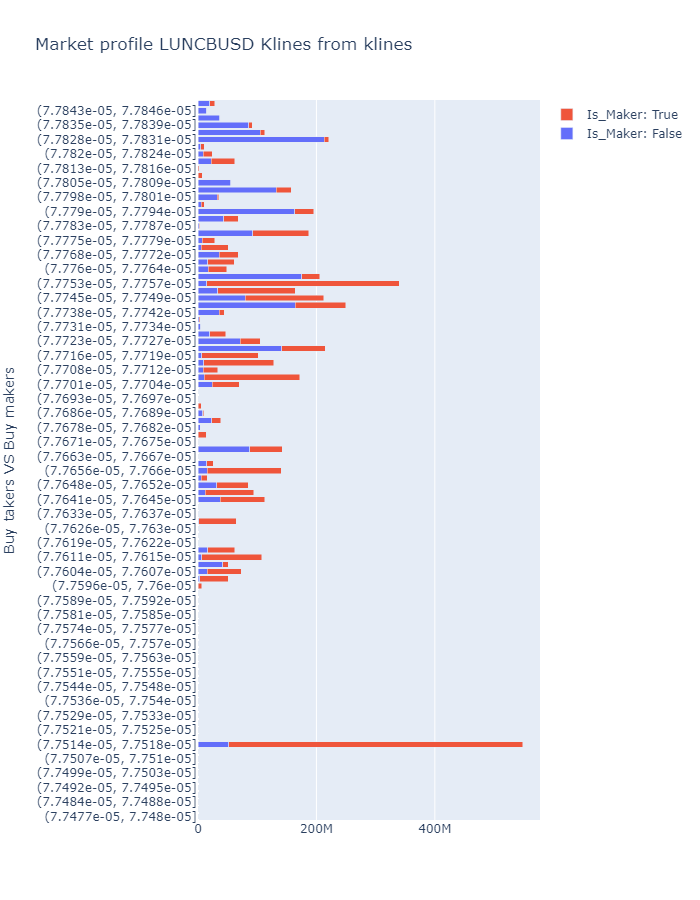 Market profile LUNCBUSD Klines from klines
Is_Maker: True
Is_Maker: False
Buy takers VS Buy makers
(7.7843e-05, 7.7846e-05]
(7.7835e-05, 7.7839e-05]
(7.7828e-05, 7.7831e-05]
(7.782e-05, 7.7824e-05]
(7.7813e-05, 7.7816e-05]
(7.7805e-05, 7.7809e-05]
(7.7798e-05, 7.7801e-05]
(7.779e-05, 7.7794e-05]
(7.7783e-05, 7.7787e-05]
(7.7775e-05, 7.7779e-05]
(7.7768e-05, 7.7772e-05]
(7.776e-05, 7.7764e-05]
(7.7753e-05, 7.7757e-05]
(7.7745e-05, 7.7749e-05]
(7.7738e-05, 7.7742e-05]
(7.7731e-05, 7.7734e-05]
(7.7723e-05, 7.7727e-05]
(7.7716e-05, 7.7719e-05]
(7.7708e-05, 7.7712e-05]
(7.7701e-05, 7.7704e-05]
(7.7693e-05, 7.7697e-05]
(7.7686e-05, 7.7689e-05]
(7.7678e-05, 7.7682e-05]
(7.7671e-05, 7.7675e-05]
(7.7663e-05, 7.7667e-05]
(7.7656e-05, 7.766e-05]
(7.7648e-05, 7.7652e-05]
(7.7641e-05, 7.7645e-05]
(7.7633e-05, 7.7637e-05]
(7.7626e-05, 7.763e-05]
(7.7619e-05, 7.7622e-05]
(7.7611e-05, 7.7615e-05]
(7.7604e-05, 7.7607e-05]
(7.7596e-05, 7.76e-05]
(7.7589e-05, 7.7592e-05]
(7.7581e-05, 7.7585e-05]
(7.7574e-05, 7.7577e-05]
(7.7566e-05, 7.757e-05]
(7.7559e-05, 7.7563e-05]
(7.7551e-05, 7.7555e-05]
(7.7544e-05, 7.7548e-05]
(7.7536e-05, 7.754e-05]
(7.7529e-05, 7.7533e-05]
(7.7521e-05, 7.7525e-05]
(7.7514e-05, 7.7518e-05]
(7.7507e-05, 7.751e-05]
(7.7499e-05, 7.7503e-05]
(7.7492e-05, 7.7495e-05]
(7.7484e-05, 7.7488e-05]
(7.7477e-05, 7.748e-05]
0 200M 400M